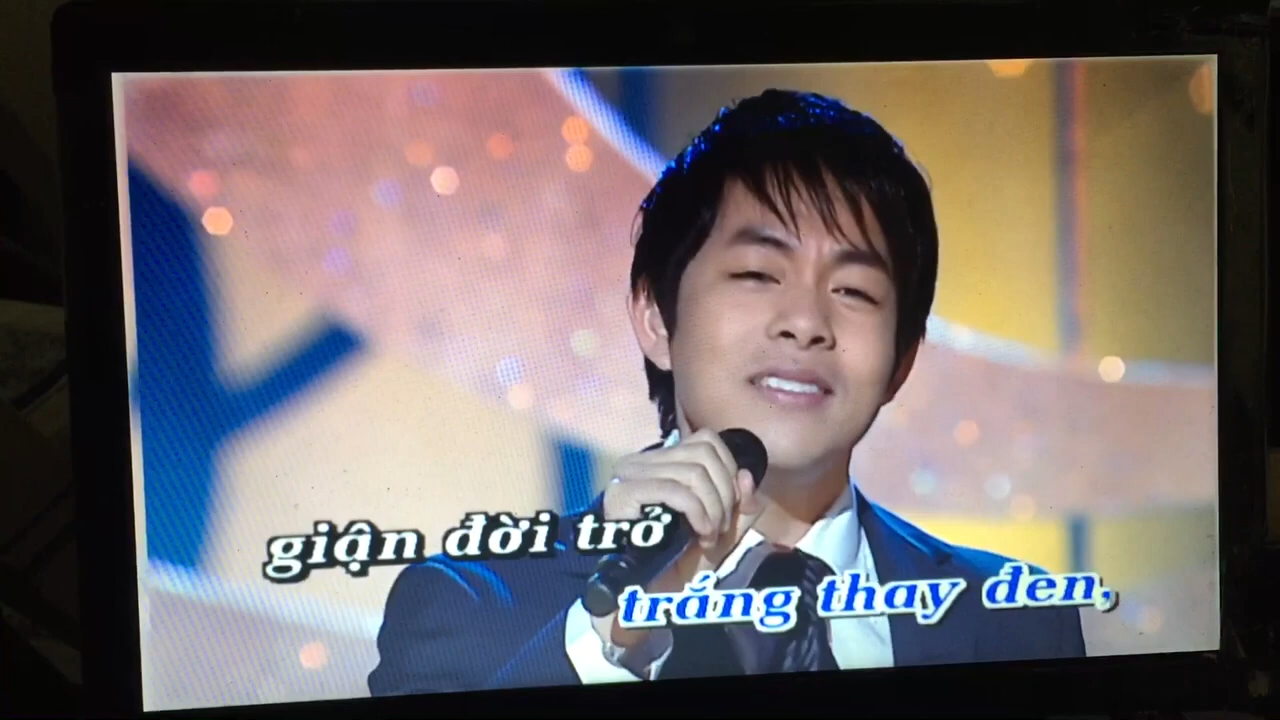 giận đời trở
trắng thay đen,